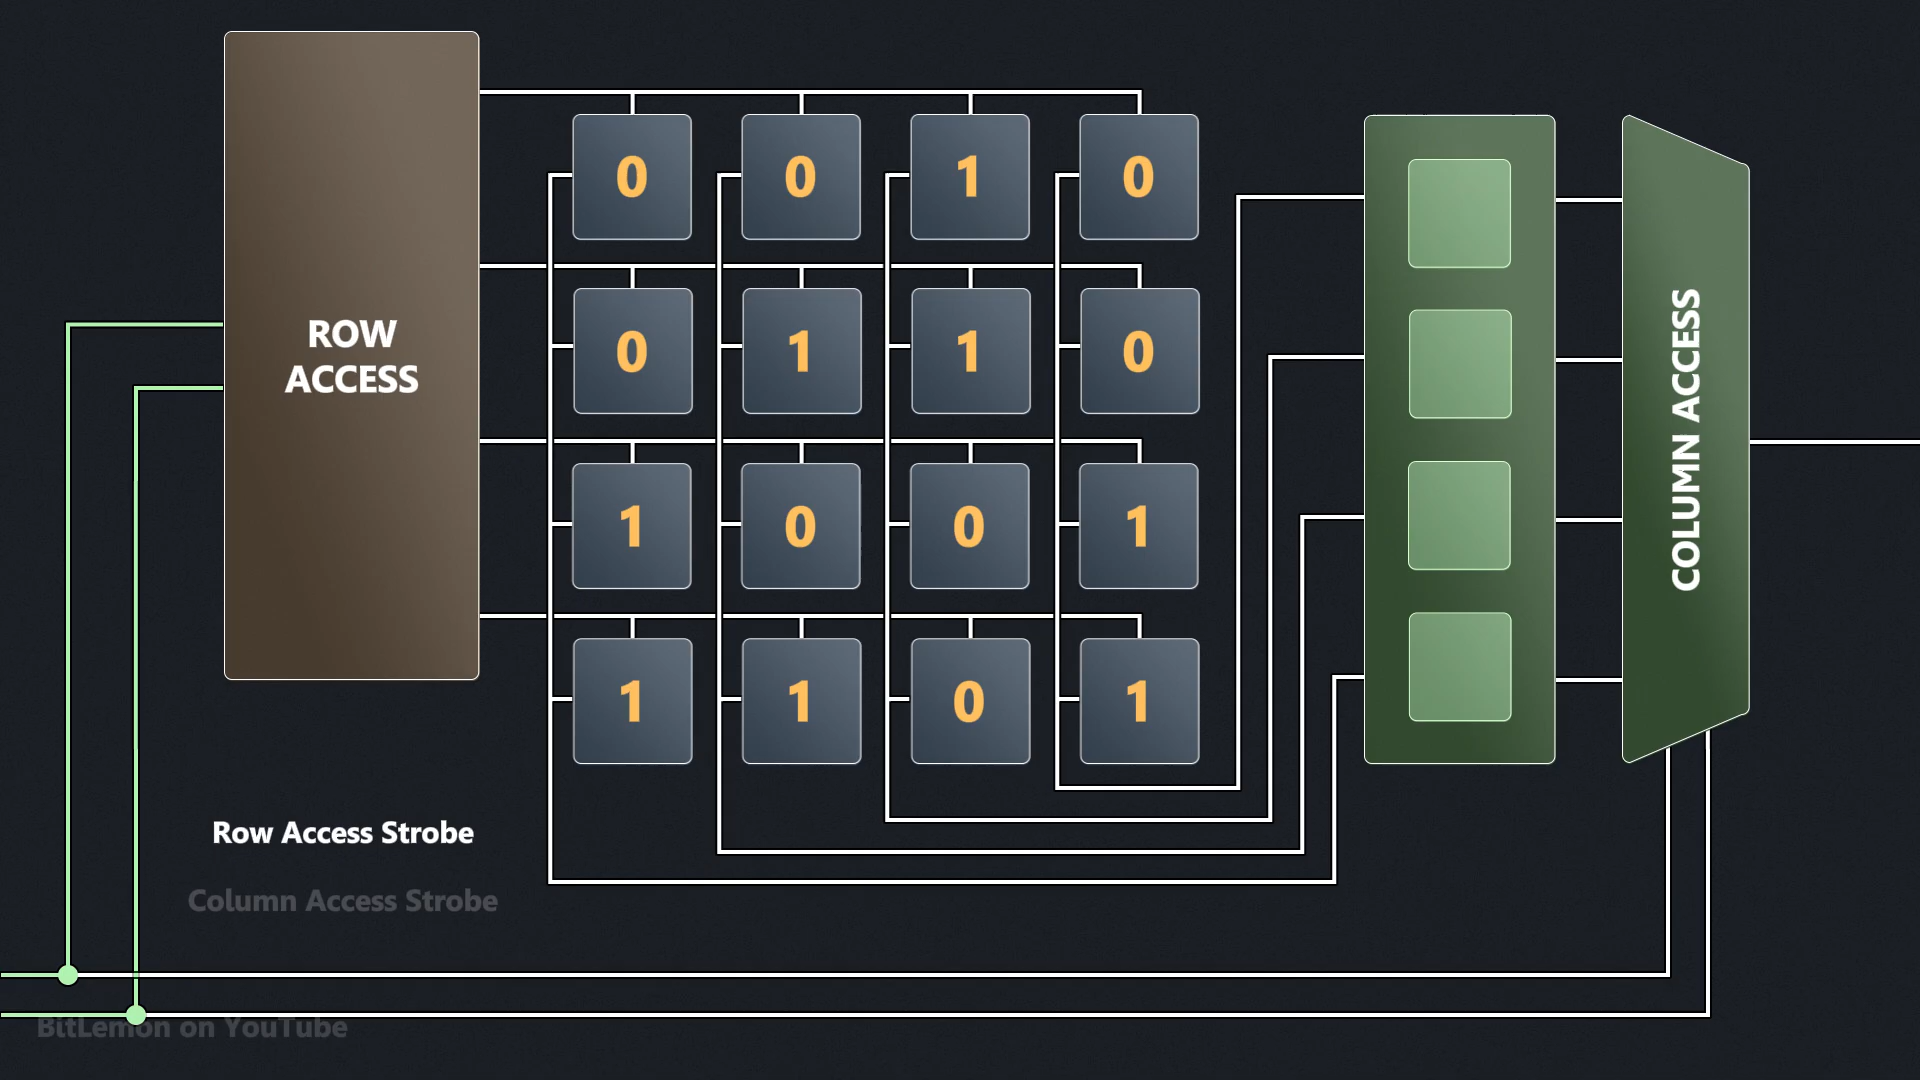 0 0 1 0
ROW
ACCESS
0 1 1 0
COLUMN ACCESS
1 0 0 1
1 1 0 1
Row Access Strobe
Column Access Strobe
BitLemon on YouTube